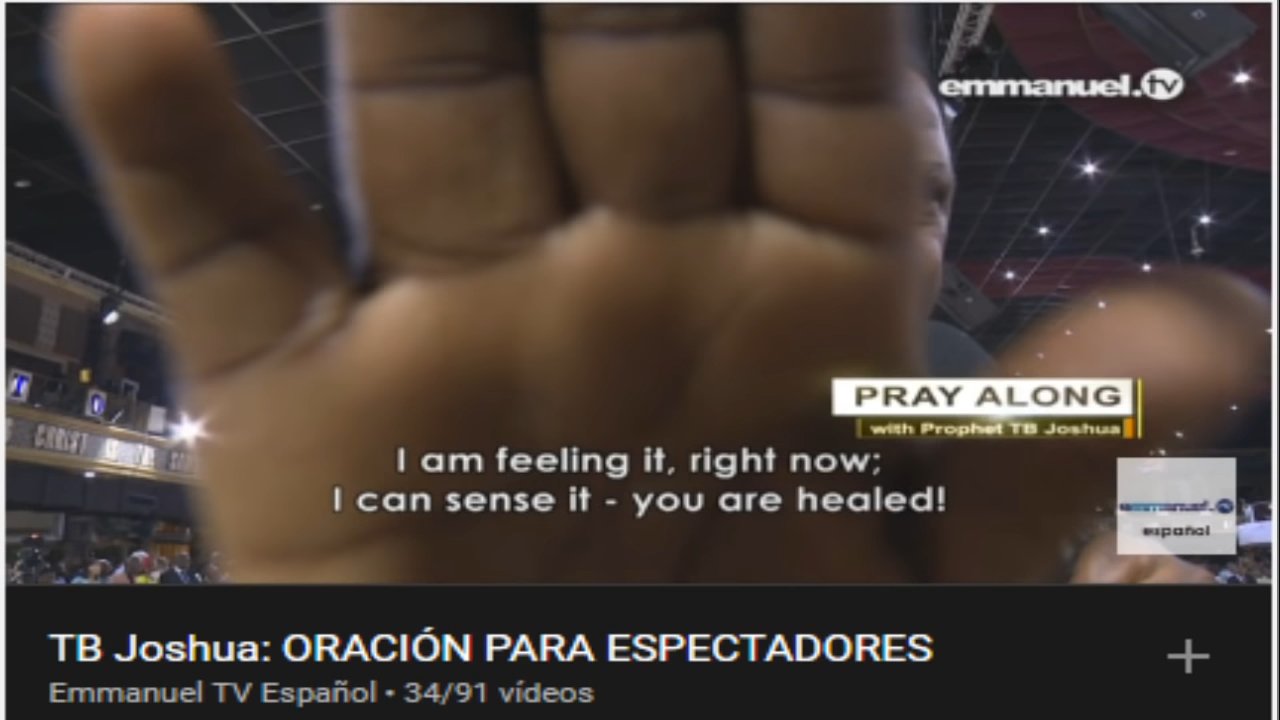 emmanuel.tv
PRAY ALONG
with Prophet TB Joshua
I am feeling it, right now;
I can sense it - you are healed!
CHRIST
emmanuel.tv
español
TB Joshua: ORACIÓN PARA ESPECTADORES
Emmanuel TV Español • 34/91 vídeos